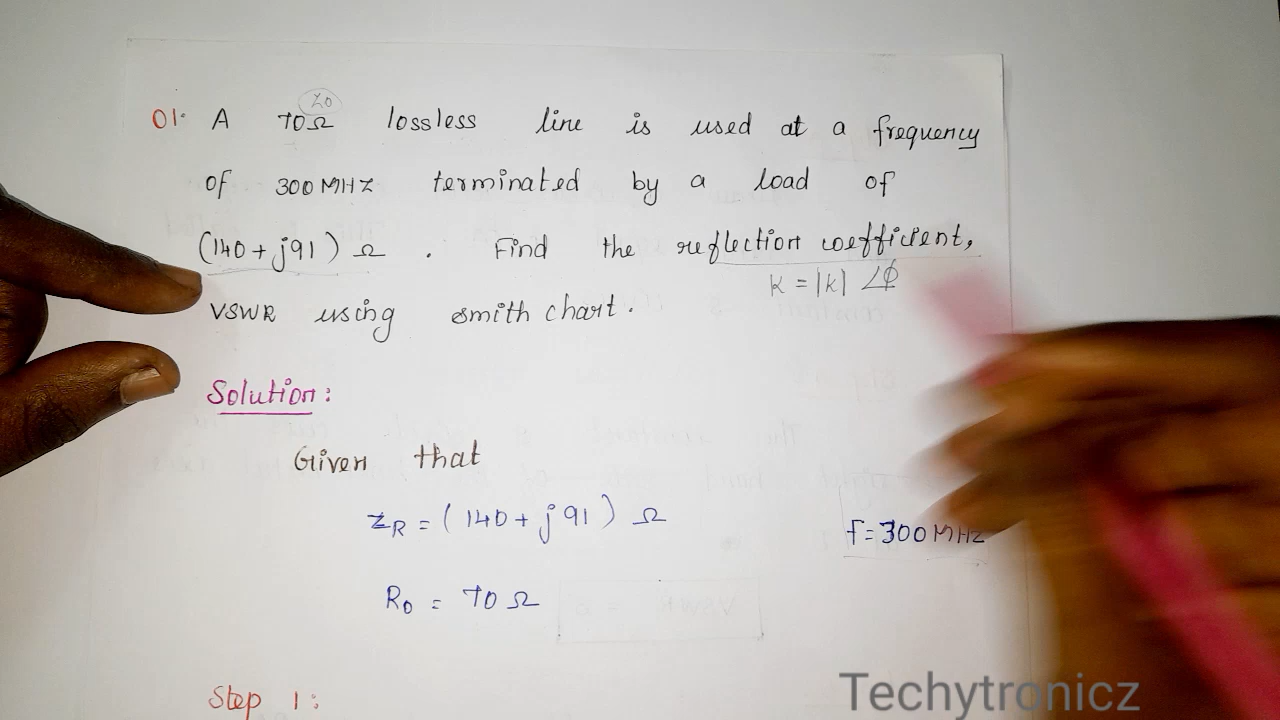 Z0
01. A 70Ω lossless line is used at a frequency
of 300 MHZ terminated by a load of
(140 + j91) Ω . Find the reflection coefficient,
K = |K| ∠ϕ
VSWR using smith chart.
Solution:
Given that
ZR = (140 + j91) Ω
f = 300 MHZ
R0 = 70 Ω
Step 1:
Techytronicz